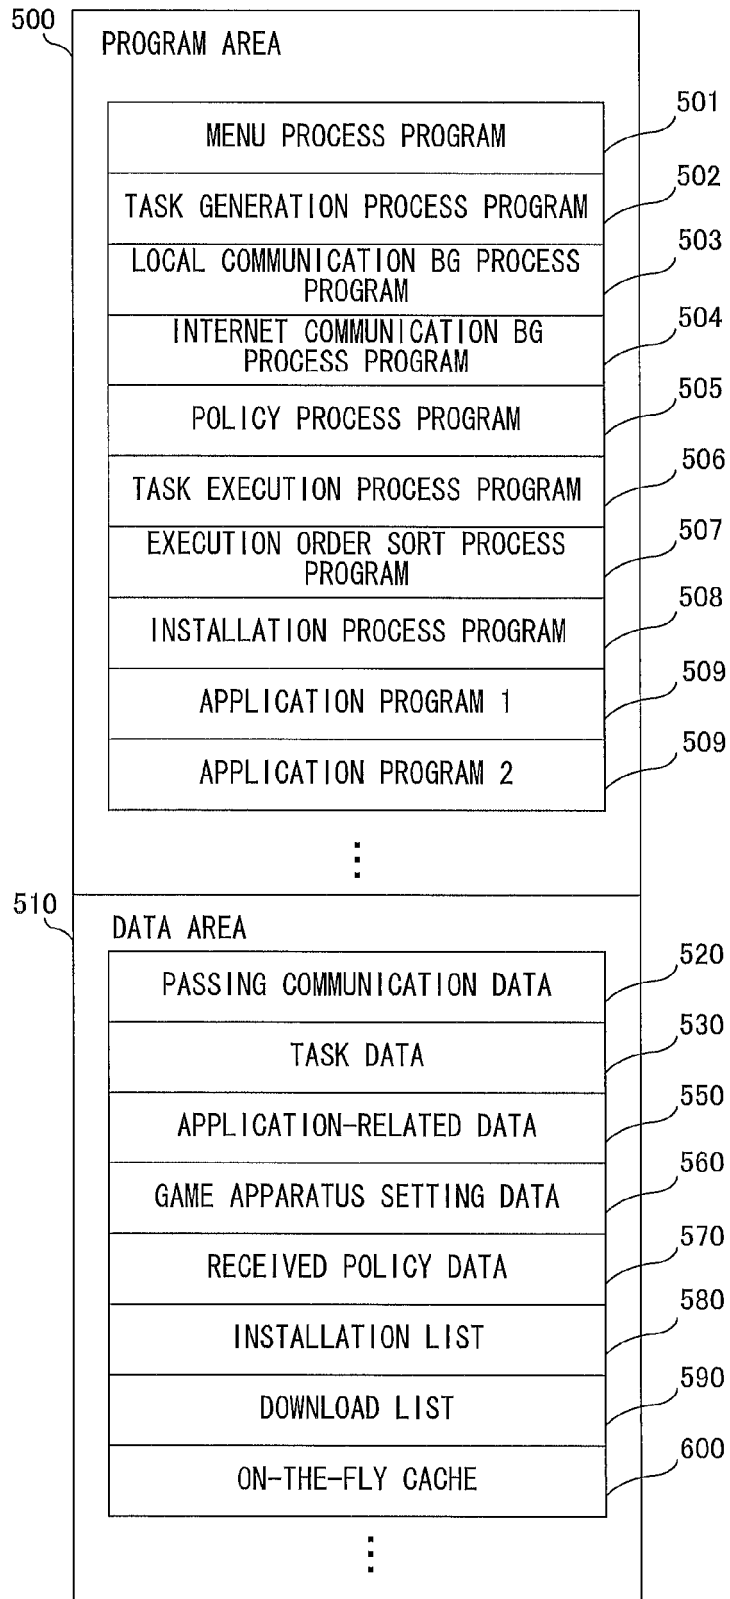 500
PROGRAM AREA
MENU PROCESS PROGRAM
501
TASK GENERATION PROCESS PROGRAM
502
LOCAL COMMUNICATION BG PROCESS
PROGRAM
503
INTERNET COMMUNICATION BG
PROCESS PROGRAM
504
POLICY PROCESS PROGRAM
505
TASK EXECUTION PROCESS PROGRAM
506
EXECUTION ORDER SORT PROCESS
PROGRAM
507
INSTALLATION PROCESS PROGRAM
508
APPLICATION PROGRAM 1
509
APPLICATION PROGRAM 2
509
510
DATA AREA
PASSING COMMUNICATION DATA
520
TASK DATA
530
APPLICATION-RELATED DATA
550
GAME APPARATUS SETTING DATA
560
RECEIVED POLICY DATA
570
INSTALLATION LIST
580
DOWNLOAD LIST
590
ON-THE-FLY CACHE
600